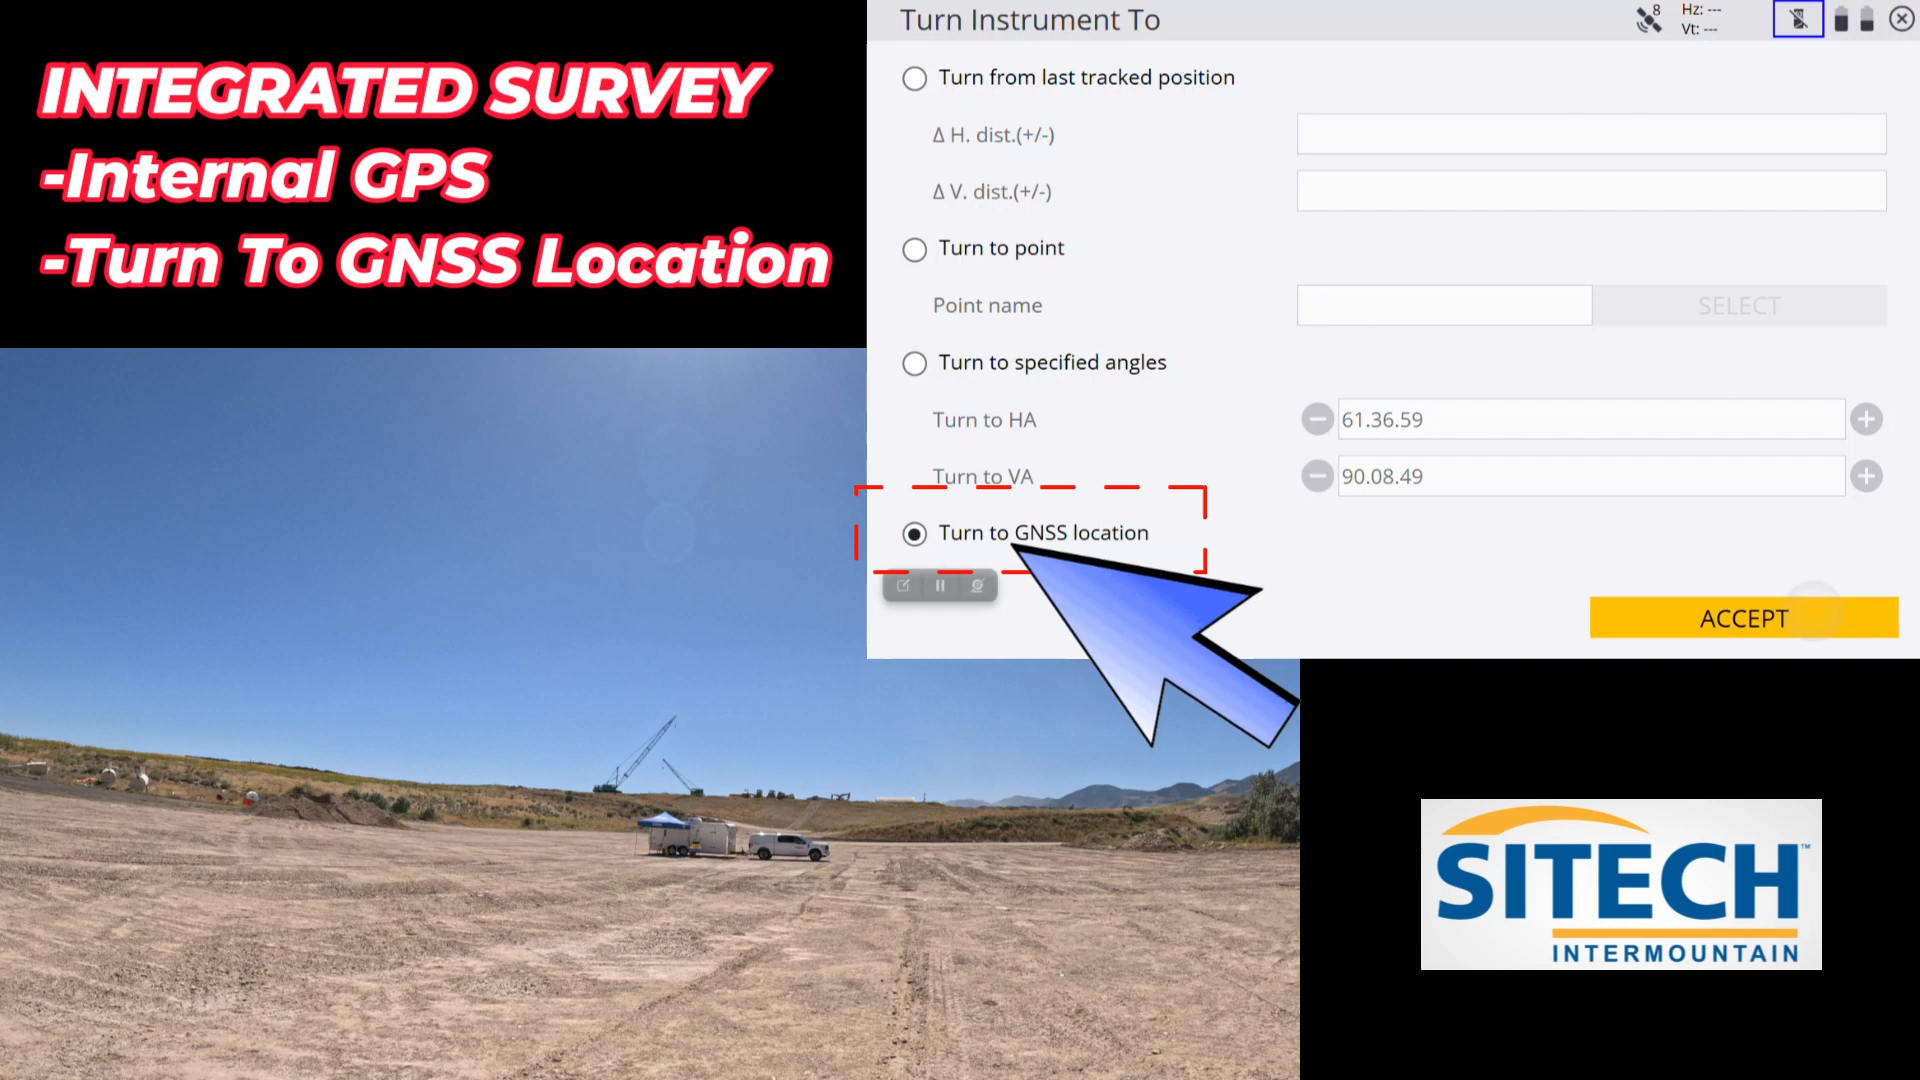 INTEGRATED SURVEY
-Internal GPS
-Turn To GNSS Location
Turn Instrument To
8
Hz: ---
Vt: ---
Turn from last tracked position
Δ H. dist.(+/-)
Δ V. dist.(+/-)
Turn to point
Point name
SELECT
Turn to specified angles
Turn to HA
61.36.59
Turn to VA
90.08.49
Turn to GNSS location
ACCEPT
SITECH™
INTERMOUNTAIN